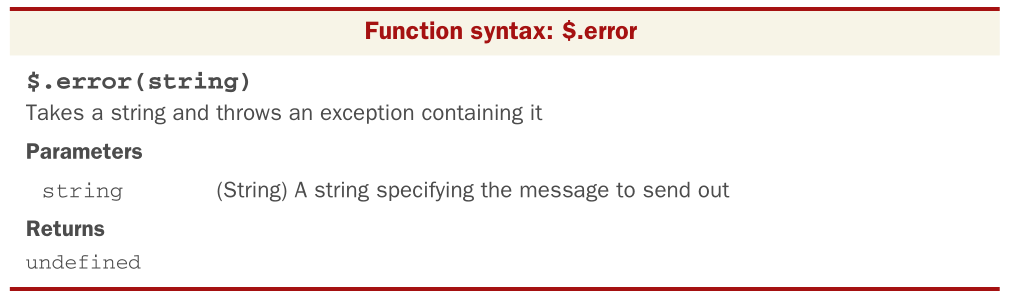 Function syntax: $.error
$.error(string)
Takes a string and throws an exception containing it
Parameters
string (String) A string specifying the message to send out
Returns
undefined